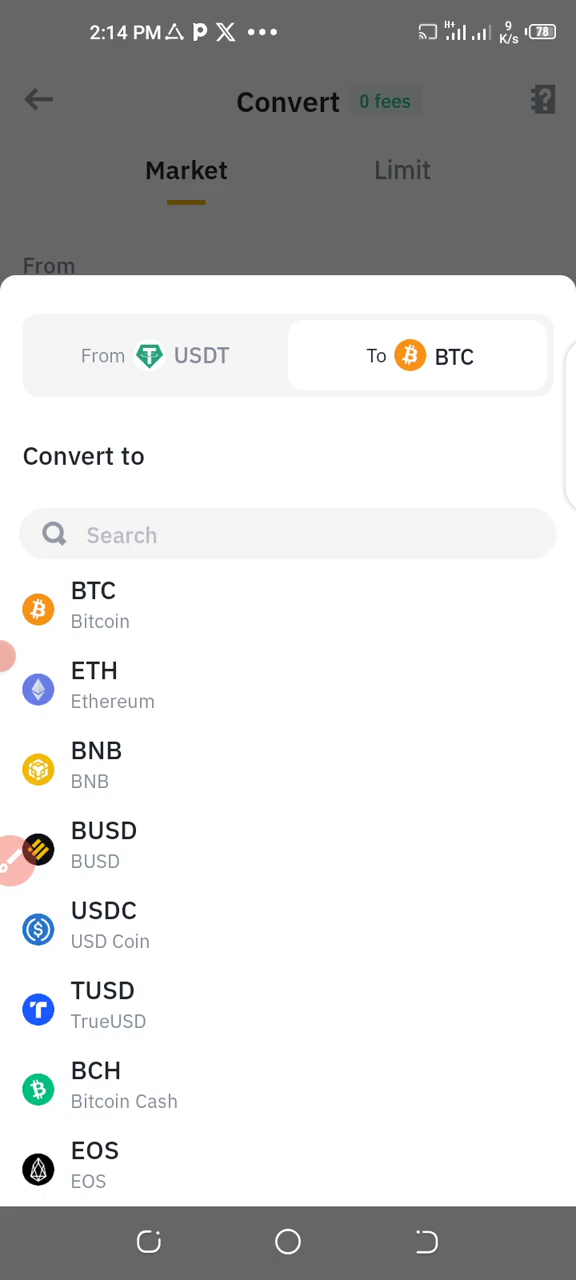 2:14 PM
H+
9
K/s
78
Convert 0 fees
Market Limit
From
From USDT To BTC
Convert to
Search
BTC
Bitcoin
ETH
Ethereum
BNB
BNB
BUSD
BUSD
USDC
USD Coin
TUSD
TrueUSD
BCH
Bitcoin Cash
EOS
EOS